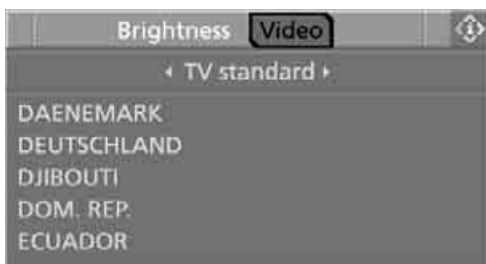 Brightness Video
TV standard
DAENEMARK
DEUTSCHLAND
DJIBOUTI
DOM. REP.
ECUADOR